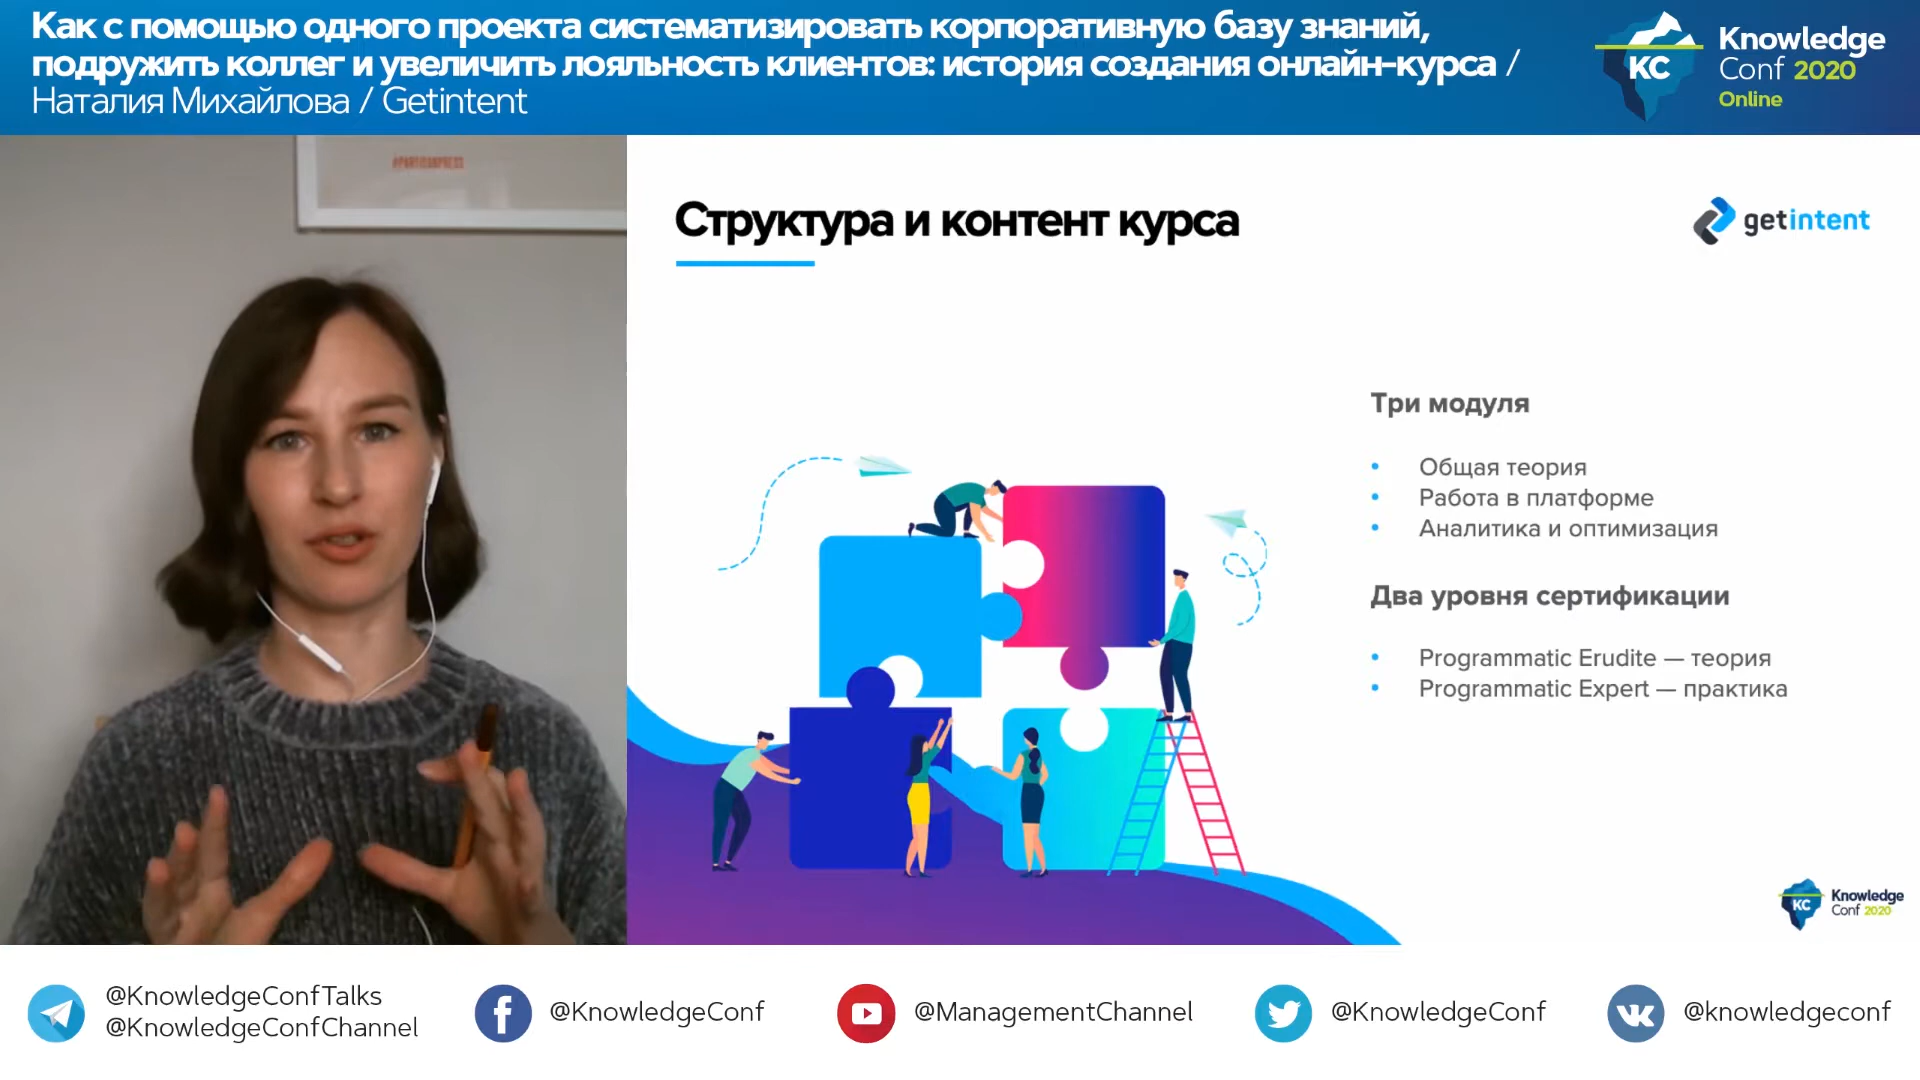 Как с помощью одного проекта систематизировать корпоративную базу знаний,
подружить коллег и увеличить лояльность клиентов: история создания онлайн-курса /
Наталия Михайлова / Getintent
KC
Knowledge
Conf 2020
Online
Структура и контент курса
getintent
Три модуля
• Общая теория
• Работа в платформе
• Аналитика и оптимизация
Два уровня сертификации
• Programmatic Erudite — теория
• Programmatic Expert — практика
KC
Knowledge
Conf 2020
@KnowledgeConfTalks
@KnowledgeConfChannel
@KnowledgeConf
@ManagementChannel
@KnowledgeConf
@knowledgeconf